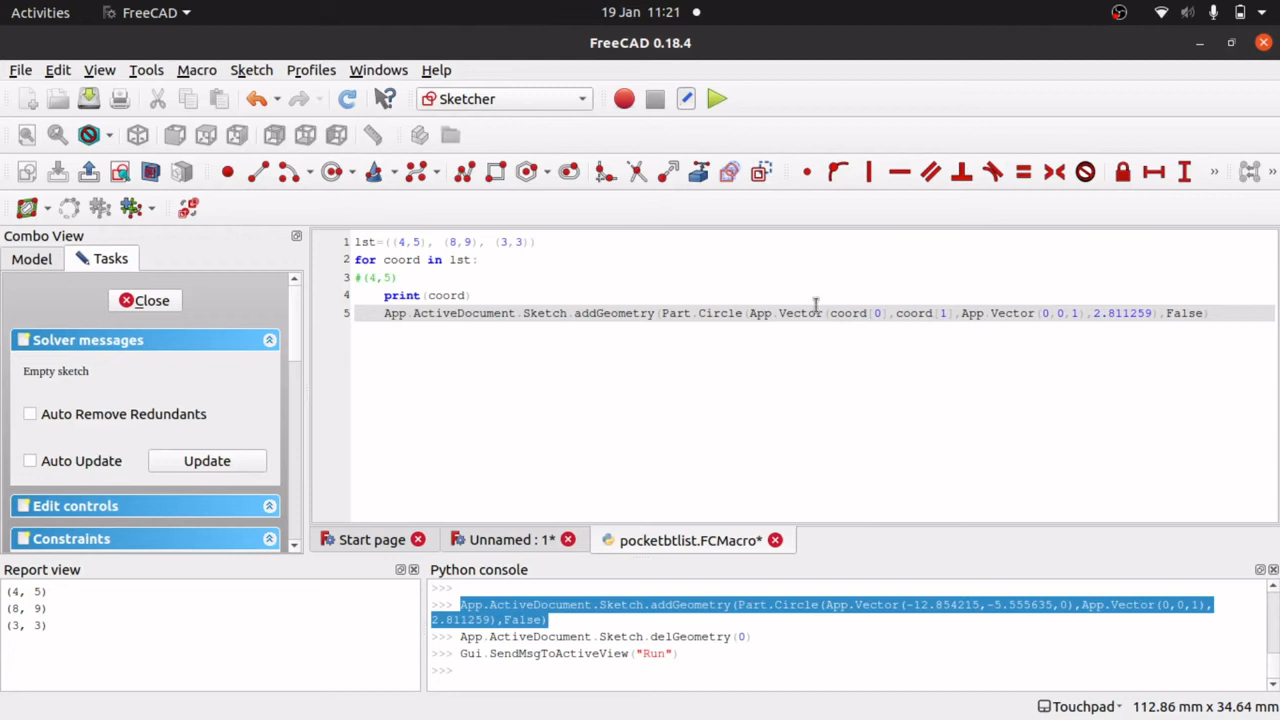 Activities
FreeCAD
19 Jan 11:21
FreeCAD 0.18.4
File Edit View Tools Macro Sketch Profiles Windows Help
Sketcher
Combo View
Model
Tasks
Close
Solver messages
Empty sketch
Auto Remove Redundants
Auto Update
Update
Edit controls
Constraints
1 lst=((4,5), (8,9), (3,3))
2 for coord in lst:
3 #(4,5)
4 print(coord)
5 App.ActiveDocument.Sketch.addGeometry(Part.Circle(App.Vector(coord[0],coord[1],App.Vector(0,0,1),2.811259),False)
Start page
Unnamed : 1*
pocketbtlist.FCMacro*
Report view
(4, 5)
(8, 9)
(3, 3)
Python console
>>>
>>> App.ActiveDocument.Sketch.addGeometry(Part.Circle(App.Vector(-12.854215,-5.555635,0),App.Vector(0,0,1),
2.811259),False)
>>> App.ActiveDocument.Sketch.delGeometry(0)
>>> Gui.SendMsgToActiveView("Run")
>>>
Touchpad
112.86 mm x 34.64 mm